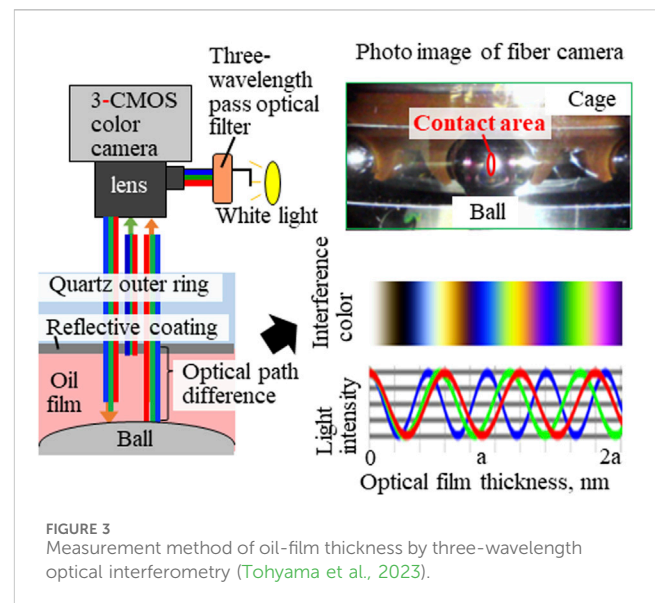 Three-
wavelength
pass optical
filter
3-CMOS
color
camera
lens
White light
Quartz outer ring
Reflective coating
Oil
film
Optical path
difference
Ball
Photo image of fiber camera
Cage
Contact area
Ball
Interference
color
Light
intensity
0 a 2a
Optical film thickness, nm
FIGURE 3
Measurement method of oil-film thickness by three-wavelength
optical interferometry (Tohyama et al., 2023).